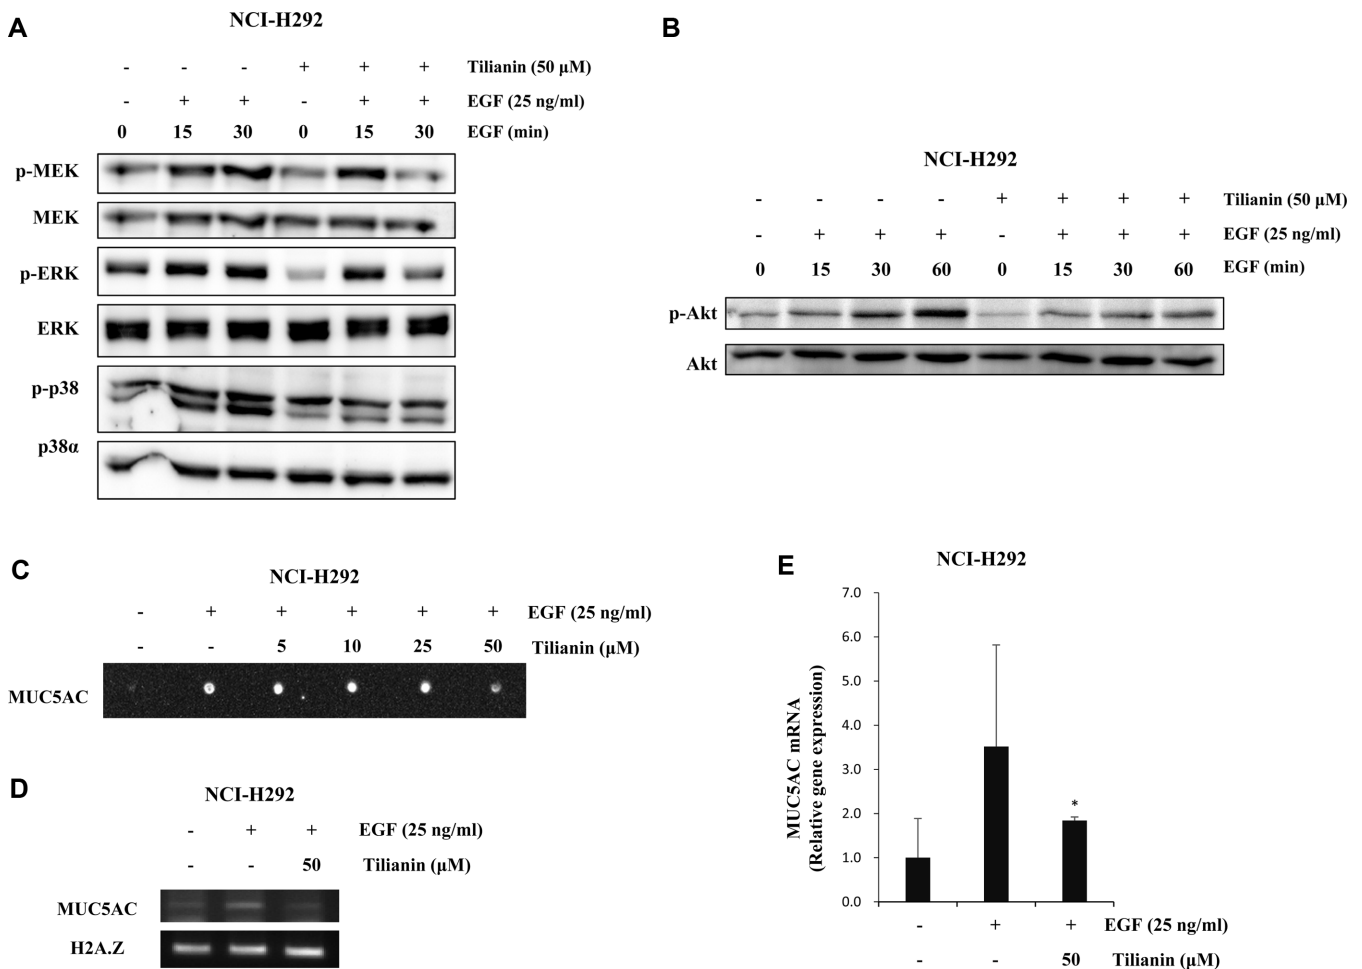 A
NCI-H292
- - - + + + Tilianin (50 μM)
- + + - + + EGF (25 ng/ml)
0 15 30 0 15 30 EGF (min)
p-MEK
MEK
p-ERK
ERK
p-p38
p38α
B
NCI-H292
- - - - + + + + Tilianin (50 μM)
- + + + - + + + EGF (25 ng/ml)
0 15 30 60 0 15 30 60 EGF (min)
p-Akt
Akt
C
NCI-H292
- + + + + + EGF (25 ng/ml)
- - 5 10 25 50 Tilianin (μM)
MUC5AC
D
NCI-H292
- + + EGF (25 ng/ml)
- - 50 Tilianin (μM)
MUC5AC
H2A.Z
E
NCI-H292
MUC5AC mRNA
(Relative gene expression)
7.0
6.0
5.0
4.0
3.0
2.0
1.0
0.0
*
- + + EGF (25 ng/ml)
- - 50 Tilianin (μM)